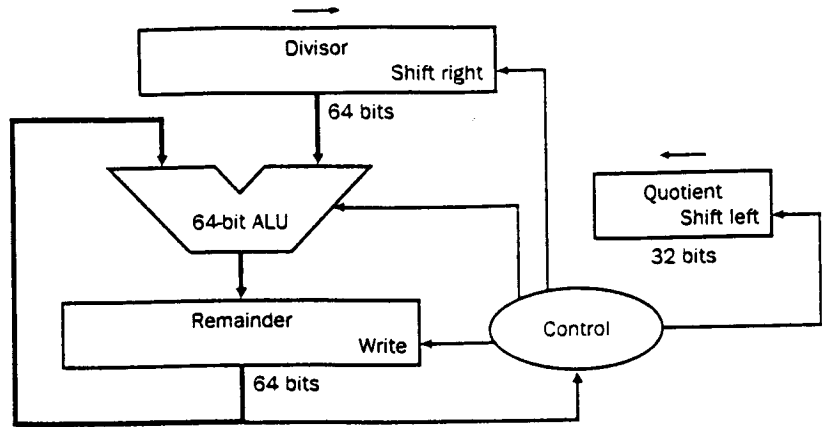 Divisor
Shift right
64 bits
Quotient
Shift left
64-bit ALU
32 bits
Remainder
Control
Write
64 bits